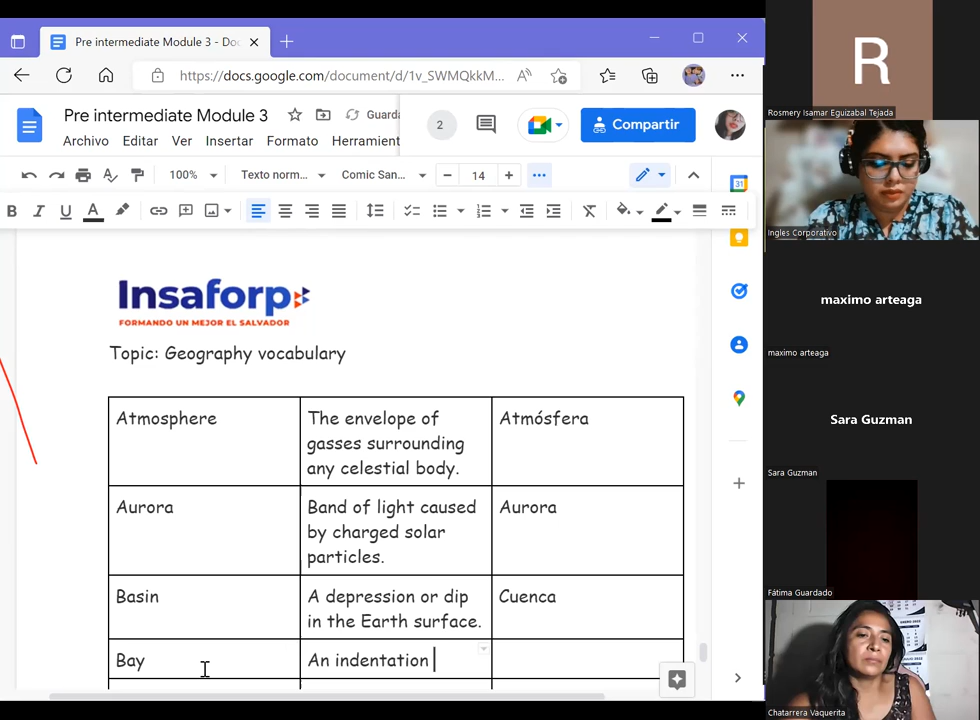 Pre intermediate Module 3 - Doc
https://docs.google.com/document/d/1v_SWMQkkM...
Pre intermediate Module 3
Guarda
2
Compartir
Archivo Editar Ver Insertar Formato Herramient
100% Texto norm... Comic San... 14
31
Insaforp
FORMANDO UN MEJOR EL SALVADOR
Topic: Geography vocabulary
Atmosphere
The envelope of
gasses surrounding
any celestial body.
Atmósfera
Aurora
Band of light caused
by charged solar
particles.
Aurora
Basin
A depression or dip
in the Earth surface.
Cuenca
Bay
An indentation
R
Rosmery Isamar Eguizabal Tejada
Ingles Corporativo
maximo arteaga
maximo arteaga
Sara Guzman
Sara Guzman
Fátima Guardado
Chatarrera Vaquerita